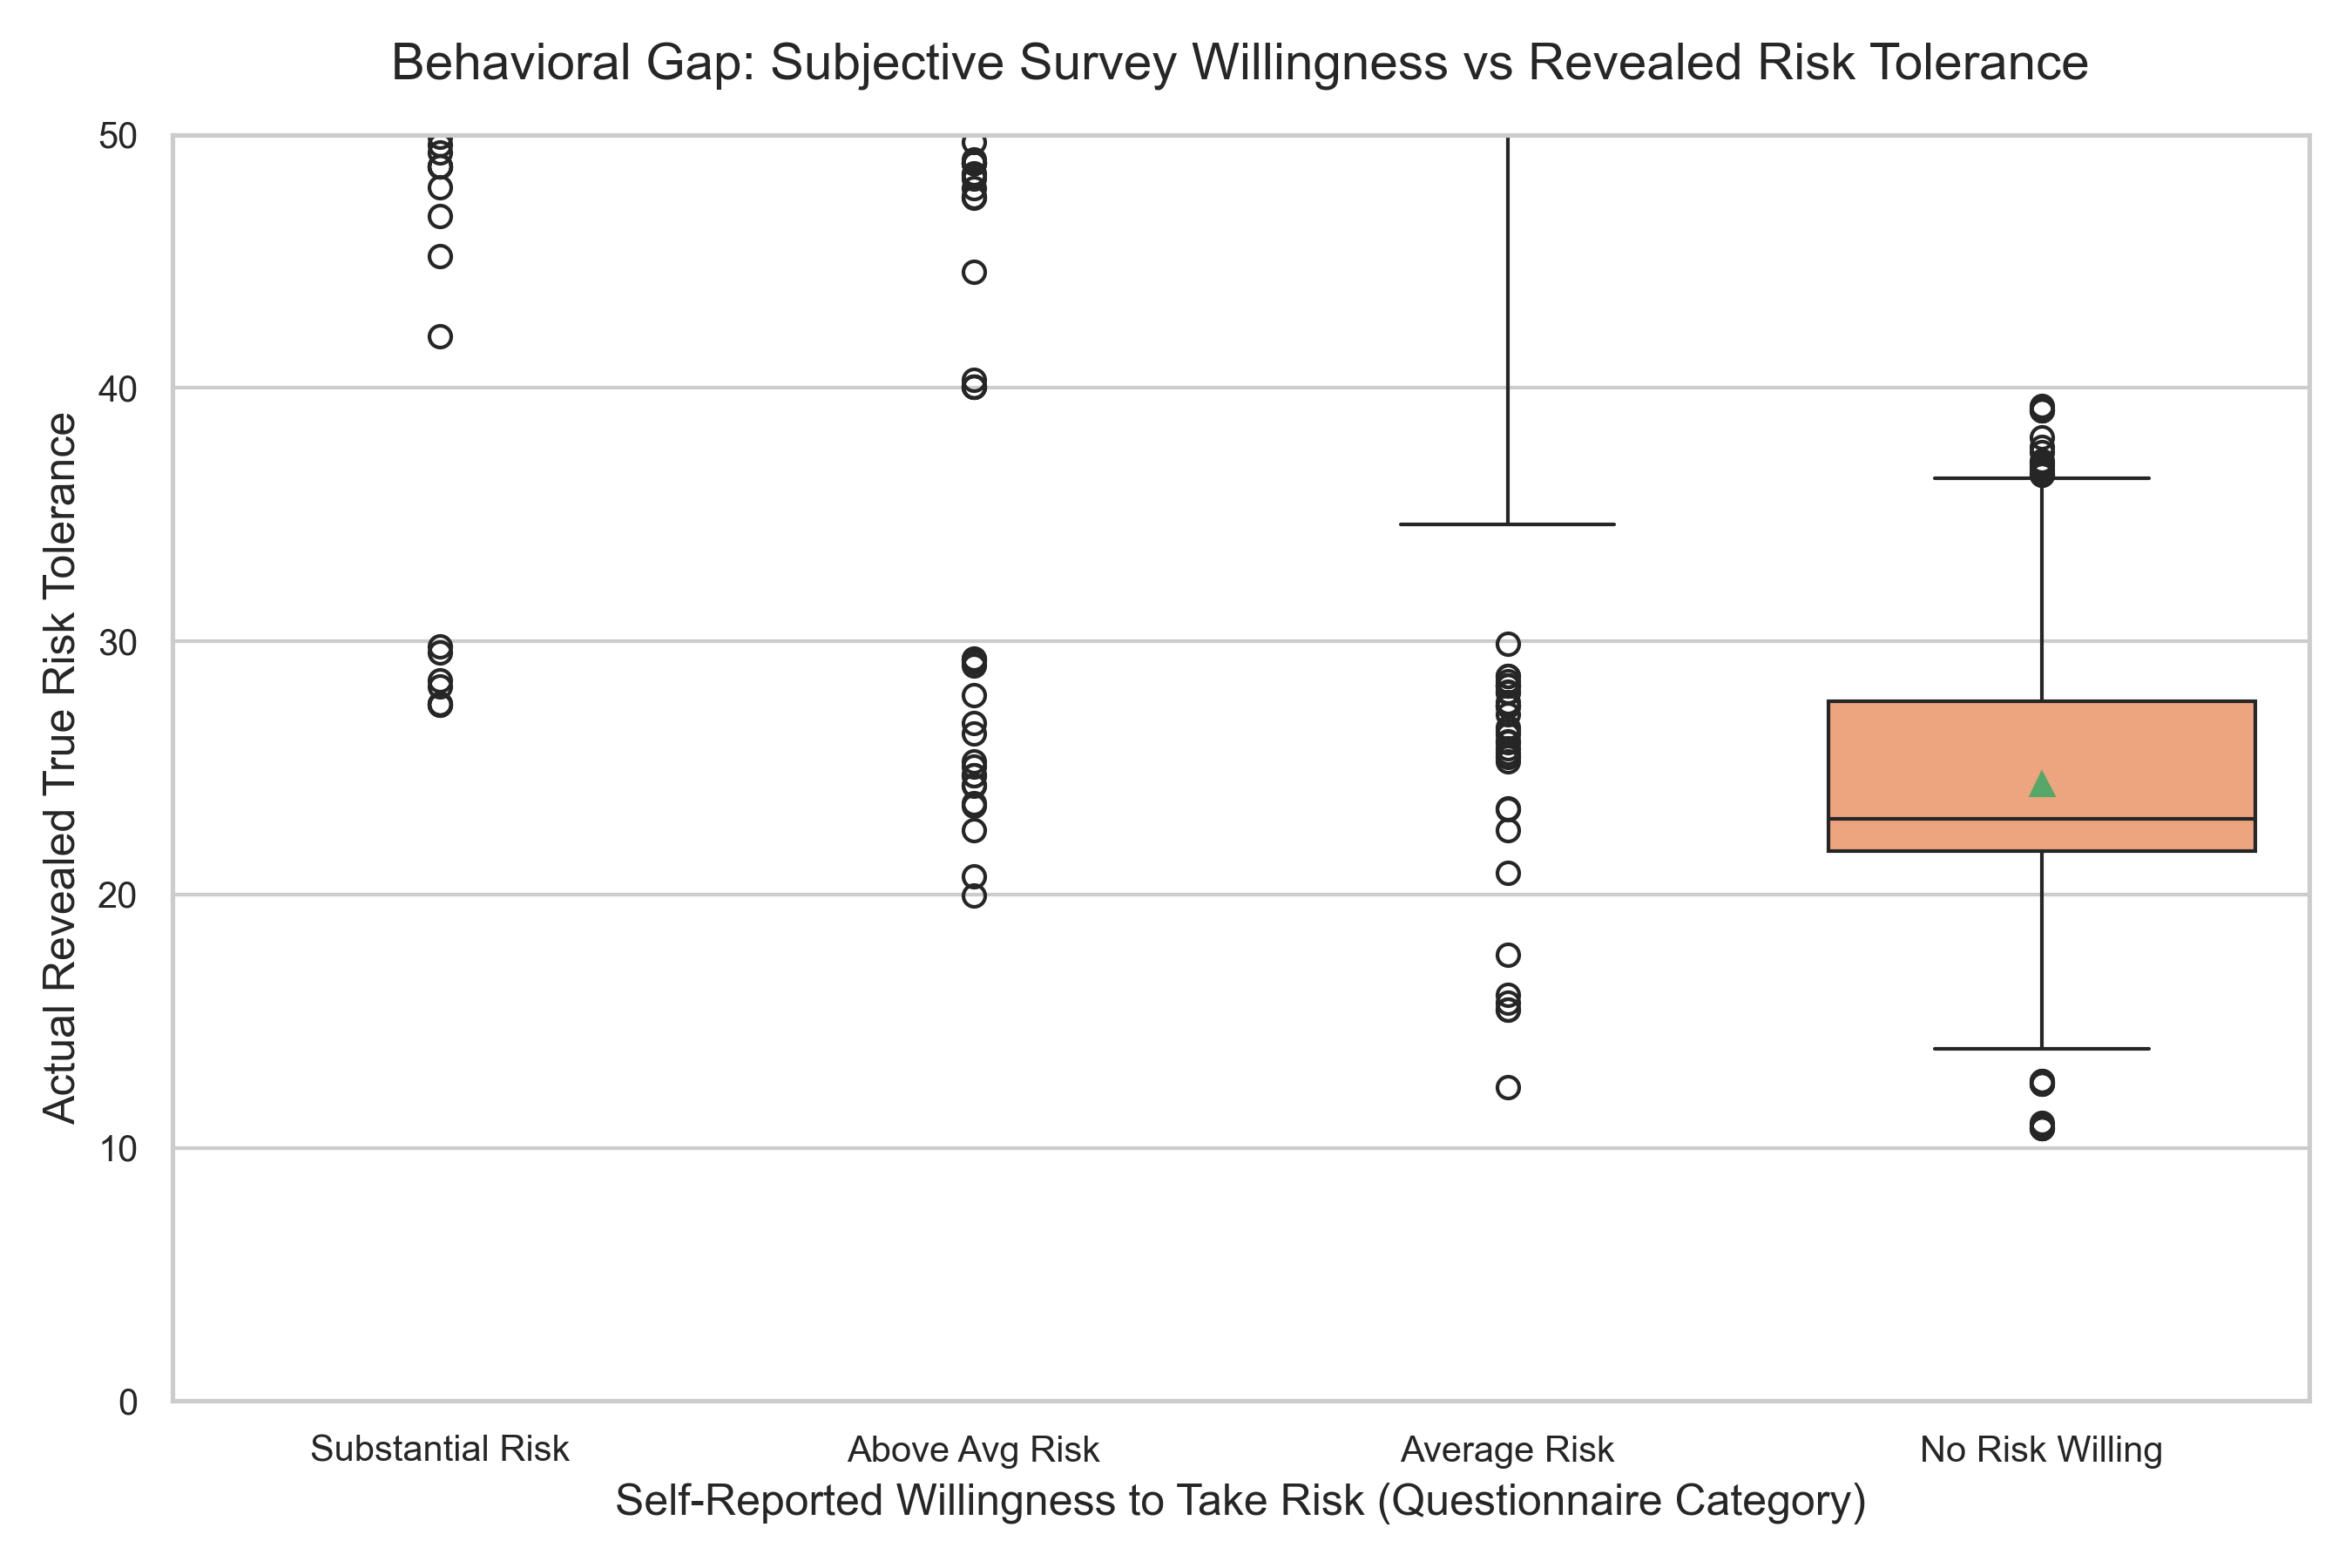 Behavioral Gap: Subjective Survey Willingness vs Revealed Risk Tolerance
Actual Revealed True Risk Tolerance
50
40
30
20
10
0
Substantial Risk
Above Avg Risk
Average Risk
No Risk Willing
Self-Reported Willingness to Take Risk (Questionnaire Category)